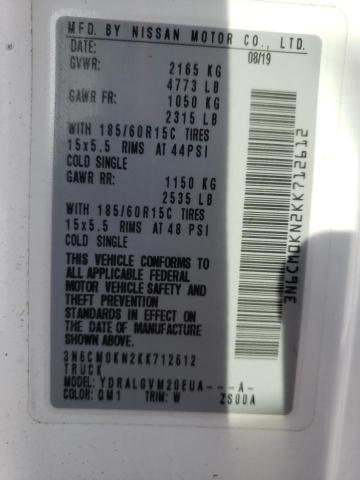 MFD. BY NISSAN MOTOR CO., LTD.
DATE: 08/19
GVWR: 2165 KG
4773 LB
GAWR FR: 1050 KG
2315 LB
WITH 185/60R15C TIRES
15x5.5 RIMS AT 44PSI
COLD SINGLE
GAWR RR: 1150 KG
2535 LB
WITH 185/60R15C TIRES
15x5.5 RIMS AT 48 PSI
COLD SINGLE
THIS VEHICLE CONFORMS
TO ALL APPLICABLE FEDERAL
MOTOR VEHICLE SAFETY AND
AND THEFT PREVENTION
STANDARDS IN EFFECT ON
THE DATE OF MANUFACTURE
SHOWN ABOVE
3N6CM0KN2KK712612
TRUCK
MODEL: YDRALGVM20EUA---A-
COLOR: QM1 TRIM: W ZS00A
3N6CM0KN2KK712612